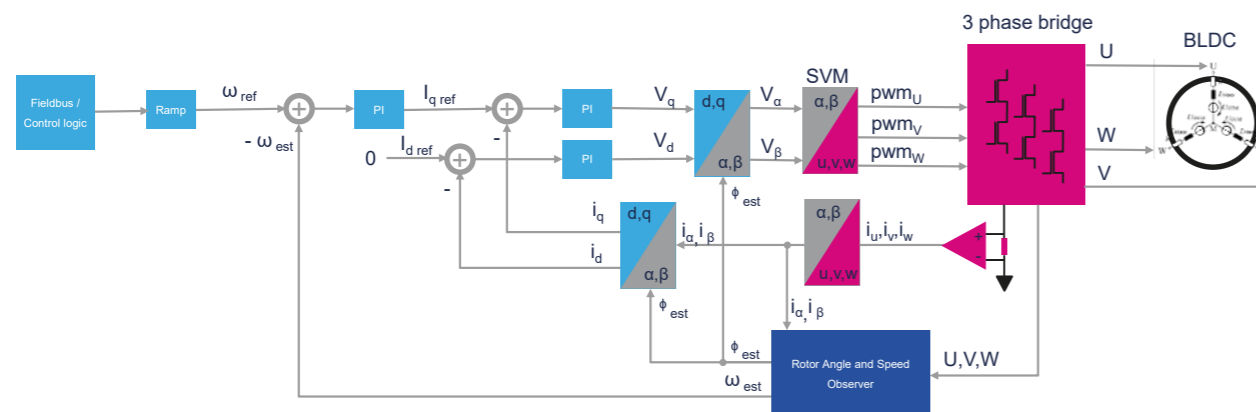 3 phase bridge
BLDC
U
U
Fieldbus /
Control logic
Ramp
ω ref
- ω est
PI
I q ref
0
I d ref
-
-
PI
PI
V q
V d
d,q
α,β
V α
V β
SVM
α,β
u,v,w
pwm U
pwm V
pwm W
W
W
V
ϕ est
i q
i d
d,q
α,β
i α, i β
α,β
u,v,w
i u, i v, i w
+
-
ϕ est
i α, i β
ϕ est
ω est
Rotor Angle and Speed
Observer
U,V,W